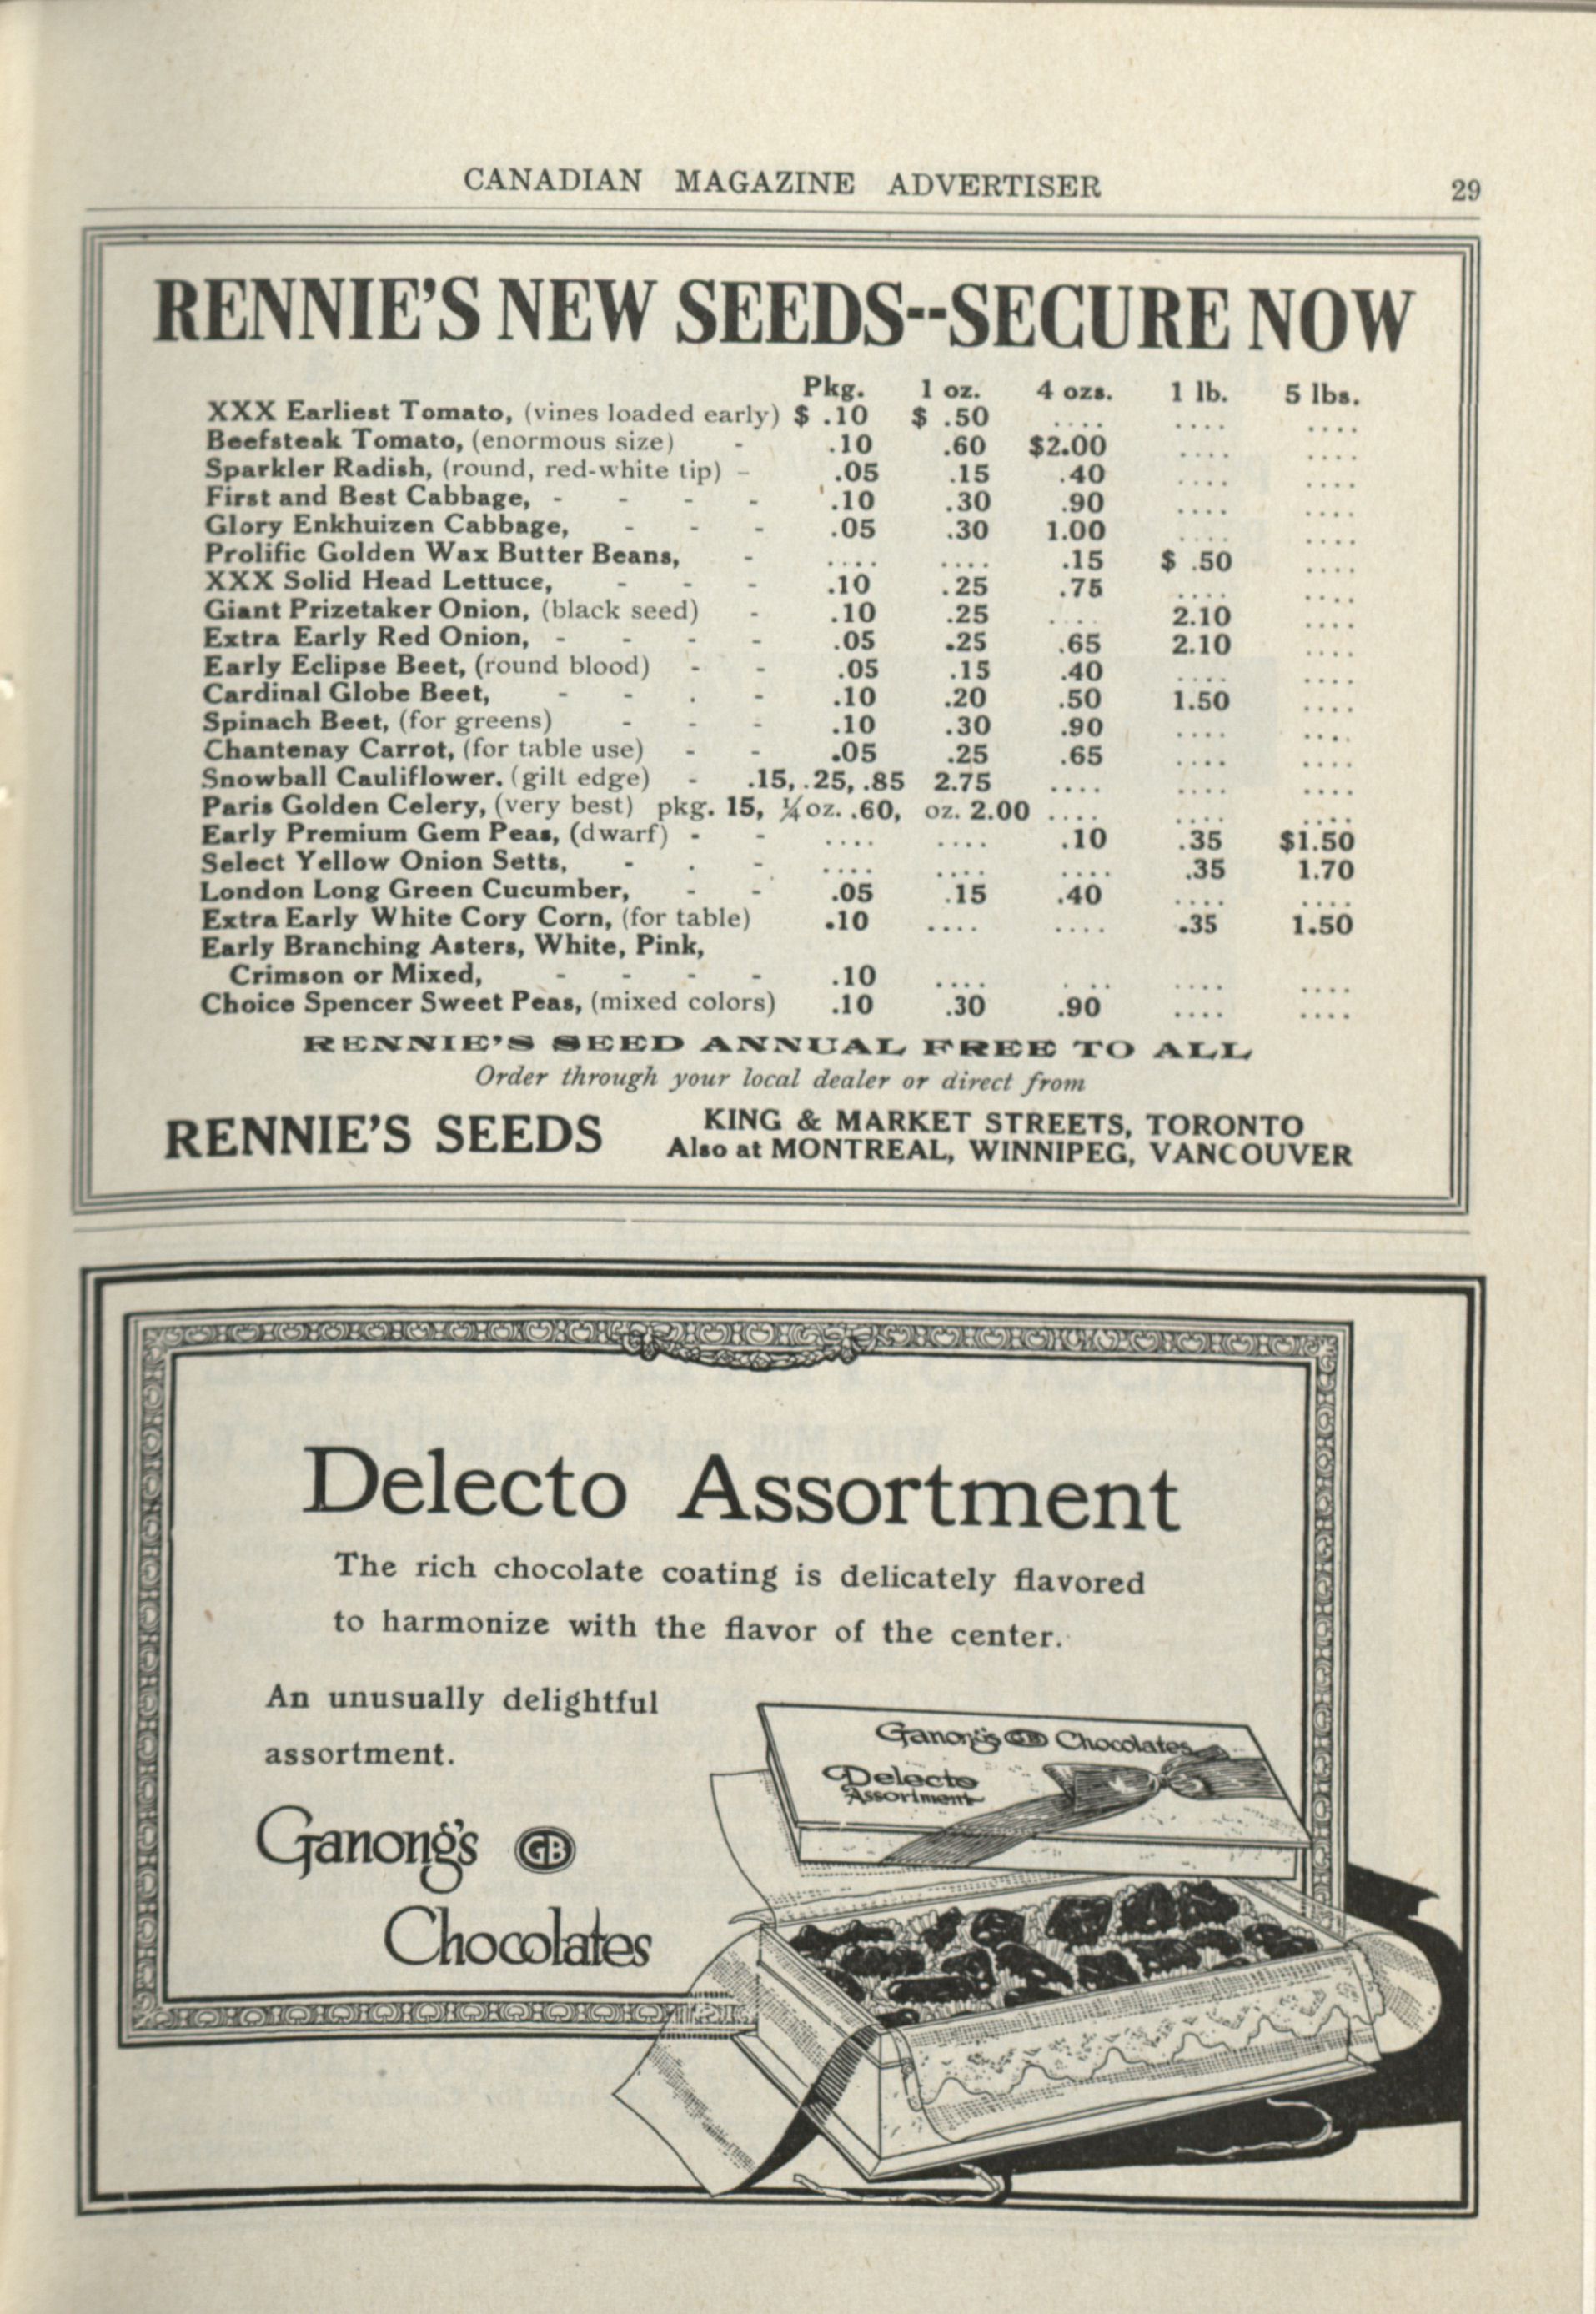 CANADIAN MAGAZINE ADVERTISER 29
RENNIE'S NEW SEEDS--SECURE NOW
Pkg. 1 oz. 4 ozs. 1 lb. 5 lbs.
XXX Earliest Tomato, (vines loaded early) $ .10 $ .50 .... .... ....
Beefsteak Tomato, (enormous size) - .10 .60 $2.00 .... ....
Sparkler Radish, (round, red-white tip) - .05 .15 .40 .... ....
First and Best Cabbage, - - - - .10 .30 .90 .... ....
Glory Enkhuizen Cabbage, - - - .05 .30 1.00 .... ....
Prolific Golden Wax Butter Beans, - .... .... .15 $ .50 ....
XXX Solid Head Lettuce, - - - .10 .25 .75 .... ....
Giant Prizetaker Onion, (black seed) - .10 .25 .... 2.10 ....
Extra Early Red Onion, - - - - .05 .25 .65 2.10 ....
Early Eclipse Beet, (round blood) - - .05 .15 .40 .... ....
Cardinal Globe Beet, - - . - .10 .20 .50 1.50 ....
Spinach Beet, (for greens) - - - .10 .30 .90 .... ....
Chantenay Carrot, (for table use) - - .05 .25 .65 .... ....
Snowball Cauliflower. (gilt edge) - .15, .25, .85 2.75 .... .... ....
Paris Golden Celery, (very best) pkg. 15, ¼ oz. .60, oz. 2.00 .... .... ....
Early Premium Gem Peas, (dwarf) - - .... .... .10 .35 $1.50
Select Yellow Onion Setts, - . - .... .... .... .35 1.70
London Long Green Cucumber, - - .05 .15 .40 .... ....
Extra Early White Cory Corn, (for table) .10 .... .... .35 1.50
Early Branching Asters, White, Pink,
Crimson or Mixed, - - - - .10 .... .... .... ....
Choice Spencer Sweet Peas, (mixed colors) .10 .30 .90 .... ....
RENNIE'S SEED ANNUAL FREE TO ALL
Order through your local dealer or direct from
RENNIE'S SEEDS KING & MARKET STREETS, TORONTO
Also at MONTREAL, WINNIPEG, VANCOUVER
Delecto Assortment
The rich chocolate coating is delicately flavored
to harmonize with the flavor of the center.
An unusually delightful
assortment.
Ganong's GB
Chocolates
Ganong's GB Chocolates
Delecto
Assortment